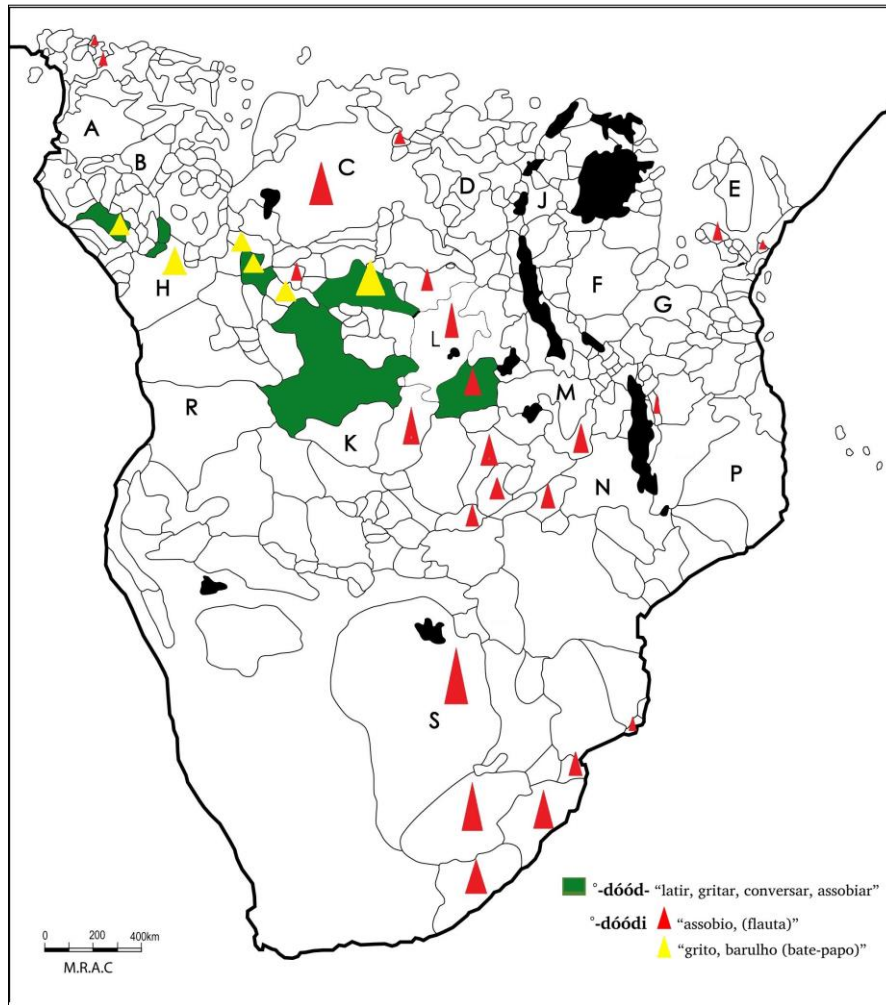 A
B
C
D
J
E
H
F
G
L
R
K
M
N
P
S
°-dóód- “latir, gritar, conversar, assobiar”
°-dóódi “assobio, (flauta)”
“grito, barulho (bate-papo)”
0 200 400km
M.R.A.C